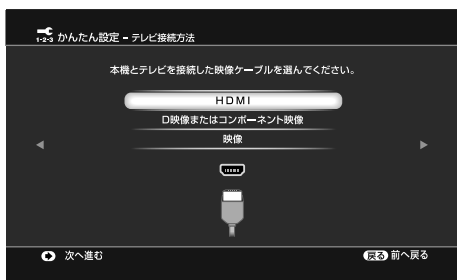 1-2-3 かんたん設定 - テレビ接続方法
本機とテレビを接続した映像ケーブルを選んでください。
HDMI
D映像またはコンポーネント映像
映像
次へ進む
戻る 前へ戻る